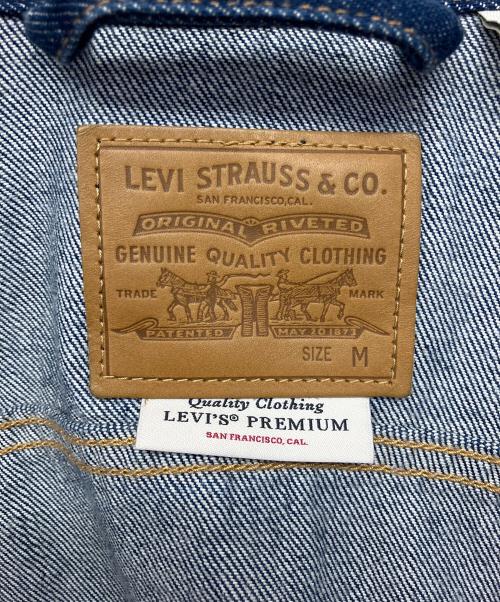 LEVI STRAUSS & CO.
SAN FRANCISCO, CAL.
ORIGINAL RIVETED
GENUINE QUALITY CLOTHING
TRADE MARK
PATENTED MAY 20 1873
SIZE M
Quality Clothing
LEVI'S® PREMIUM
SAN FRANCISCO, CAL.